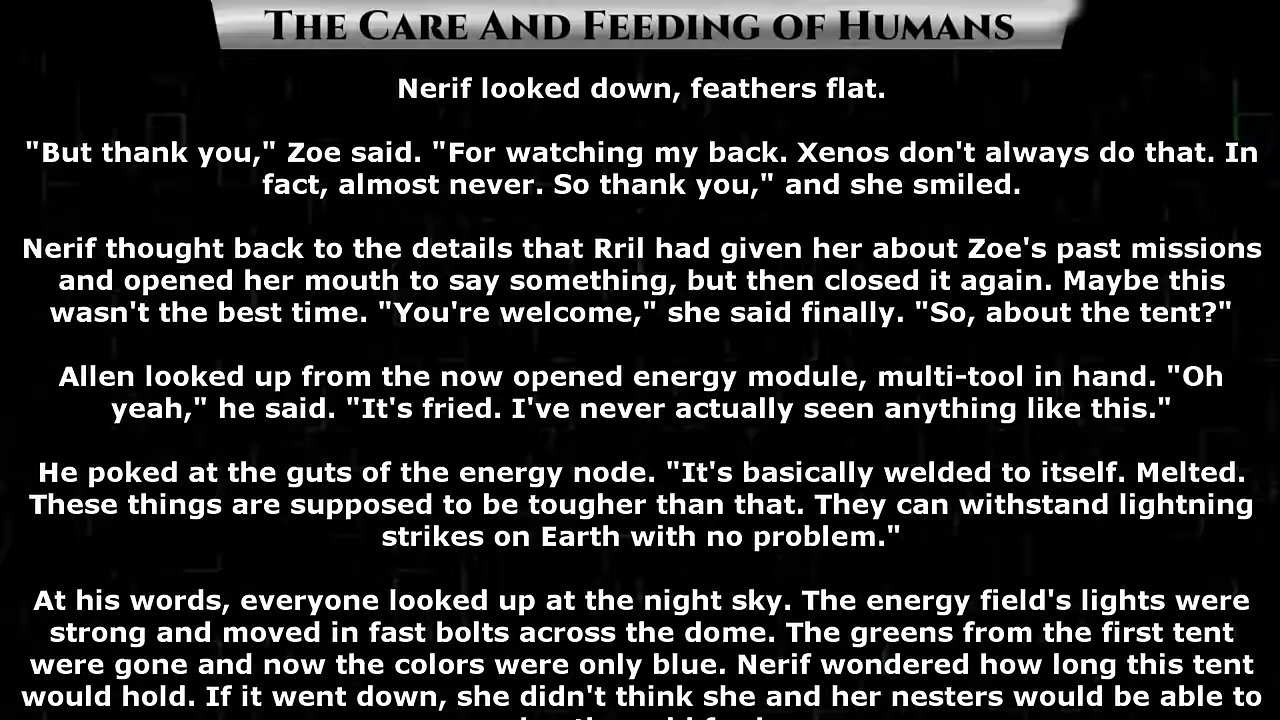 THE CARE AND FEEDING OF HUMANS
Nerif looked down, feathers flat.
"But thank you," Zoe said. "For watching my back. Xenos don't always do that. In
fact, almost never. So thank you," and she smiled.
Nerif thought back to the details that Rril had given her about Zoe's past missions
and opened her mouth to say something, but then closed it again. Maybe this
wasn't the best time. "You're welcome," she said finally. "So, about the tent?"
Allen looked up from the now opened energy module, multi-tool in hand. "Oh
yeah," he said. "It's fried. I've never actually seen anything like this."
He poked at the guts of the energy node. "It's basically welded to itself. Melted.
These things are supposed to be tougher than that. They can withstand lightning
strikes on Earth with no problem."
At his words, everyone looked up at the night sky. The energy field's lights were
strong and moved in fast bolts across the dome. The greens from the first tent
were gone and now the colors were only blue. Nerif wondered how long this tent
would hold. If it went down, she didn't think she and her nesters would be able to